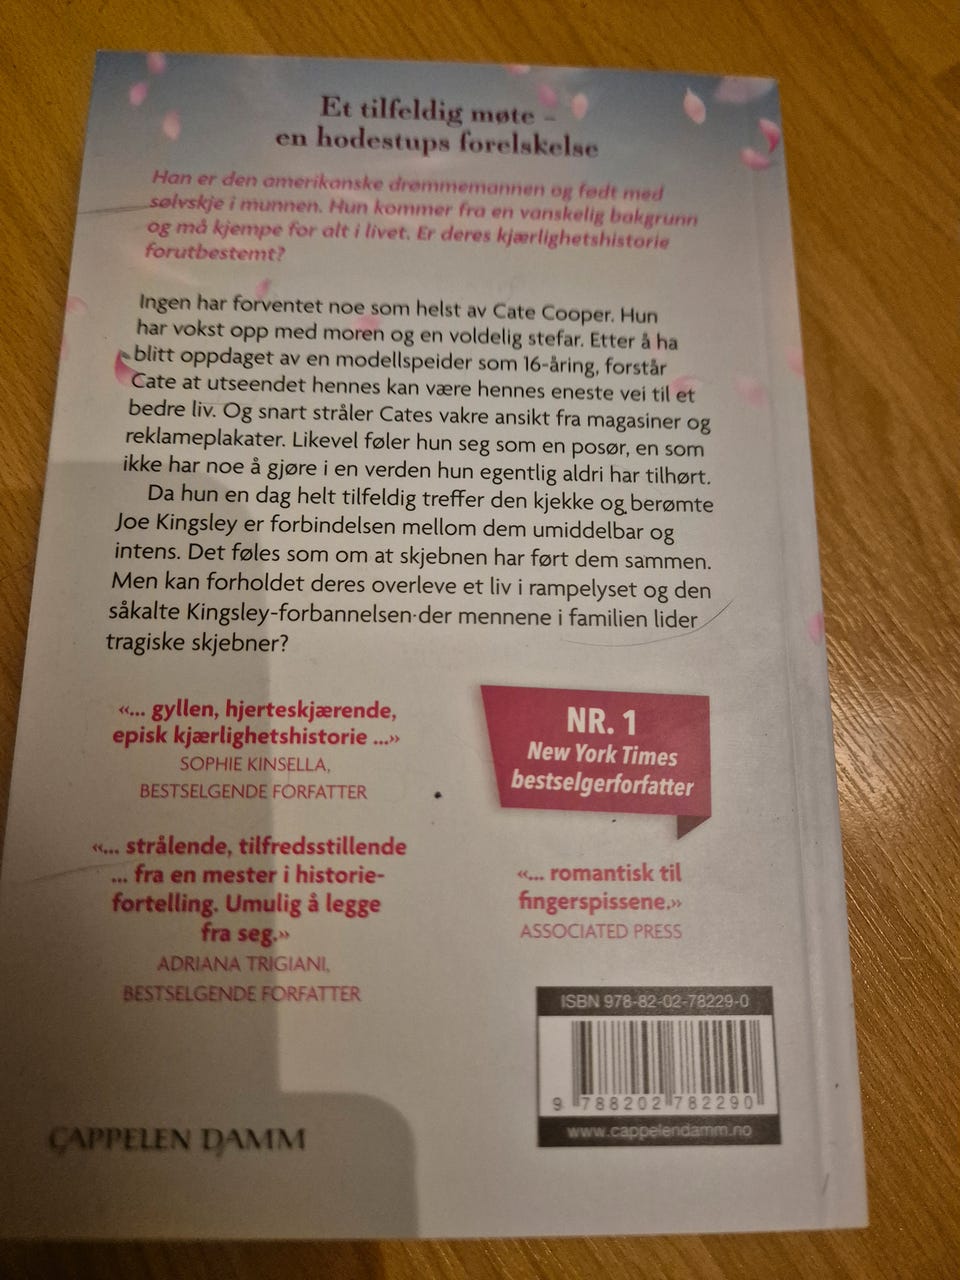 Et tilfeldig møte –
en hodestups forelskelse
Han er den amerikanske drømmemannen og født med
sølvskje i munnen. Hun kommer fra en vanskelig bakgrunn
og må kjempe for alt i livet. Er deres kjærlighetshistorie
forutbestemt?
Ingen har forventet noe som helst av Cate Cooper. Hun
har vokst opp med moren og en voldelig stefar. Etter å ha
blitt oppdaget av en modellspeider som 16-åring, forstår
Cate at utseendet hennes kan være hennes eneste vei til et
bedre liv. Og snart stråler Cates vakre ansikt fra magasiner og
reklameplakater. Likevel føler hun seg som en posør, en som
ikke har noe å gjøre i en verden hun egentlig aldri har tilhørt.
Da hun en dag helt tilfeldig treffer den kjekke og berømte
Joe Kingsley er forbindelsen mellom dem umiddelbar og
intens. Det føles som om at skjebnen har ført dem sammen.
Men kan forholdet deres overleve et liv i rampelyset og den
såkalte Kingsley-forbannelsen der mennene i familien lider
tragiske skjebner?
«... gyllen, hjerteskjærende,
episk kjærlighetshistorie ...»
SOPHIE KINSELLA,
BESTSELGENDE FORFATTER
«... strålende, tilfredsstillende
... fra en mester i historie-
fortelling. Umulig å legge
fra seg.»
ADRIANA TRIGIANI,
BESTSELGENDE FORFATTER
NR. 1
New York Times
bestselgerforfatter
«... romantisk til
fingerspissene.»
ASSOCIATED PRESS
ISBN 978-82-02-78229-0
9 788202 782290
www.cappelendamm.no
CAPPELEN DAMM